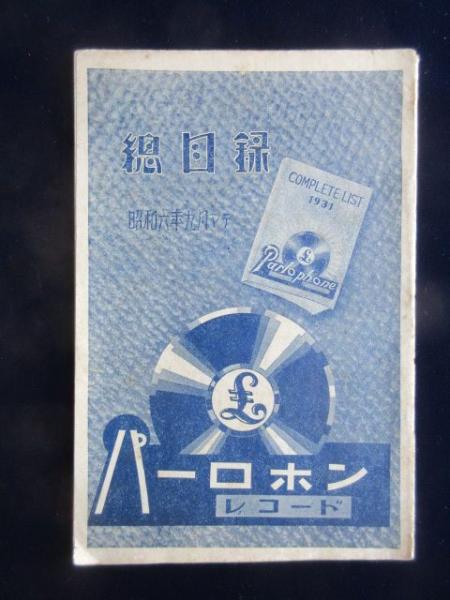 總目録
昭和六年九月マデ
COMPLETE LIST
1931
£
Parlophone
£
パーロホン
レコード